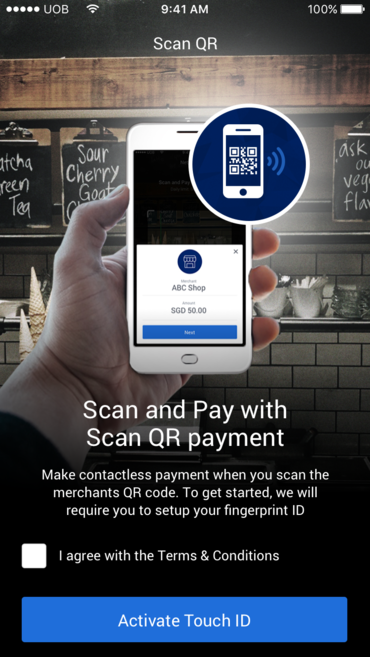 UOB 9:41 AM 100%
Scan QR
atcha
reen
Tea
Sour
Cherry
Goat
ask
ou
veg
flav
×
Merchant
ABC Shop
Amount
SGD 50.00
Next
Scan and Pay with
Scan QR payment
Make contactless payment when you scan the
merchants QR code. To get started, we will
require you to setup your fingerprint ID
I agree with the Terms & Conditions
Activate Touch ID